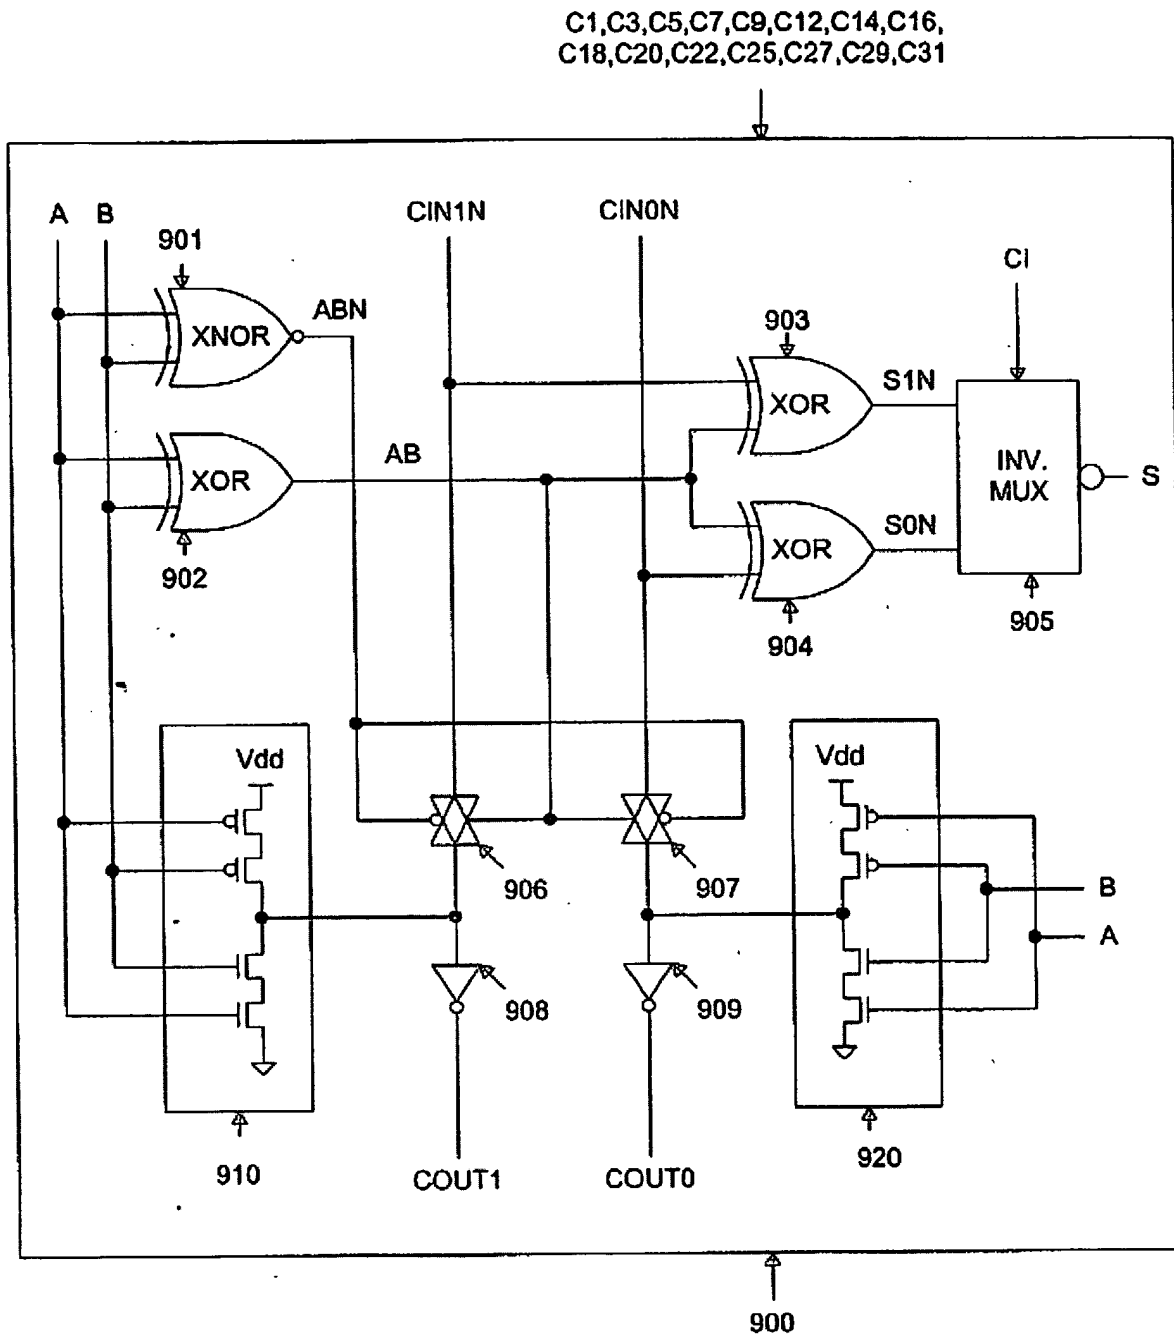 C1,C3,C5,C7,C9,C12,C14,C16,
C18,C20,C22,C25,C27,C29,C31
A B CIN1N CIN0N
901
CI
XNOR ABN
903
XOR S1N
XOR AB
INV.
MUX
S
902
XOR S0N
904
905
Vdd
Vdd
906
907
B
A
908
909
910
COUT1
COUT0
920
900